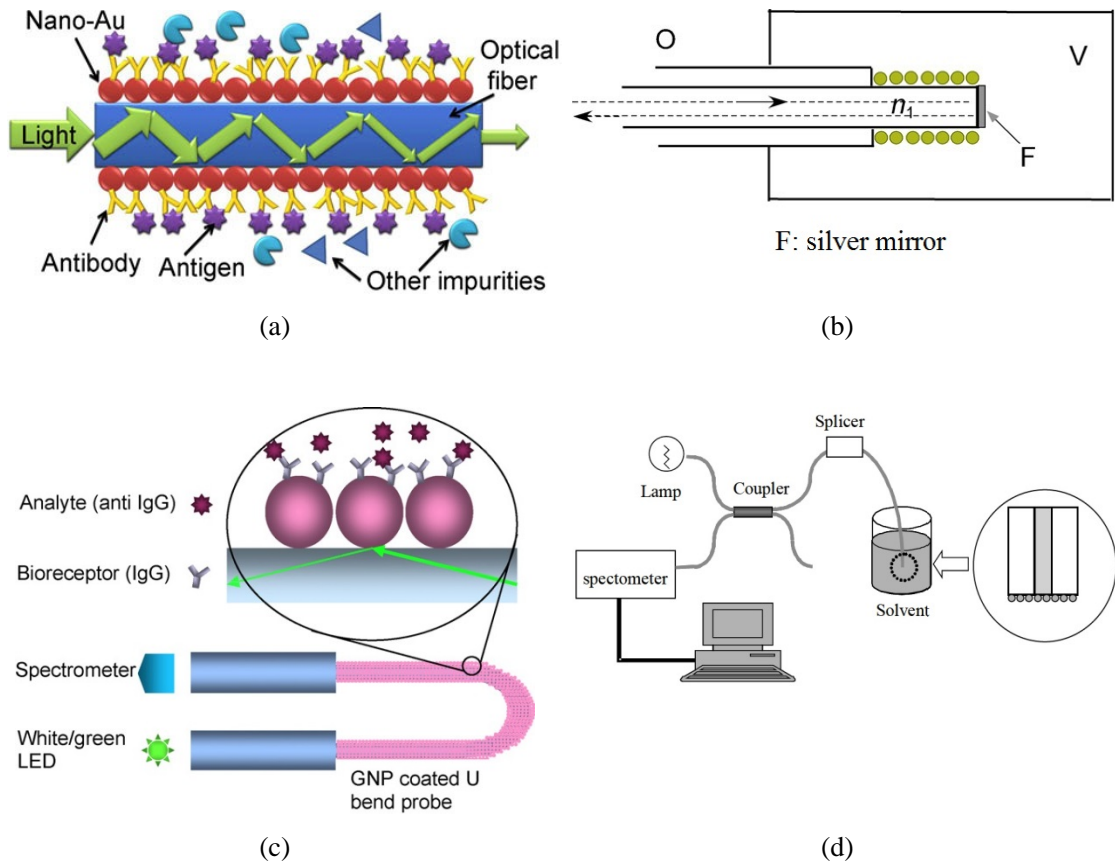 Nano-Au
Optical
fiber
Light
Antibody
Antigen
Other impurities
(a)
O
V
n1
F
F: silver mirror
(b)
Analyte (anti IgG)
Bioreceptor (IgG)
Spectrometer
White/green
LED
GNP coated U
bend probe
(c)
Splicer
Lamp
Coupler
spectometer
Solvent
(d)